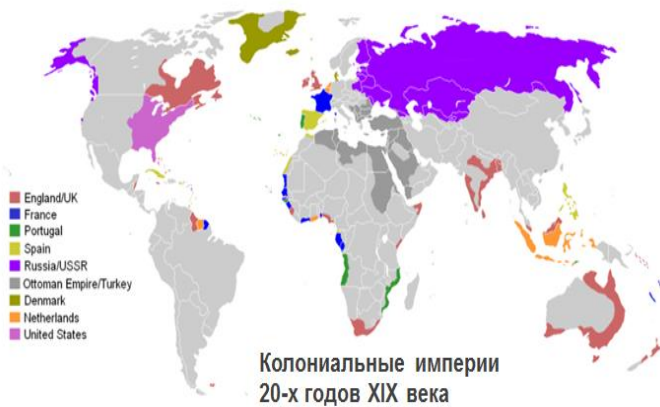 England/UK
France
Portugal
Spain
Russia/USSR
Ottoman Empire/Turkey
Denmark
Netherlands
United States
Колониальные империи
20-х годов XIX века